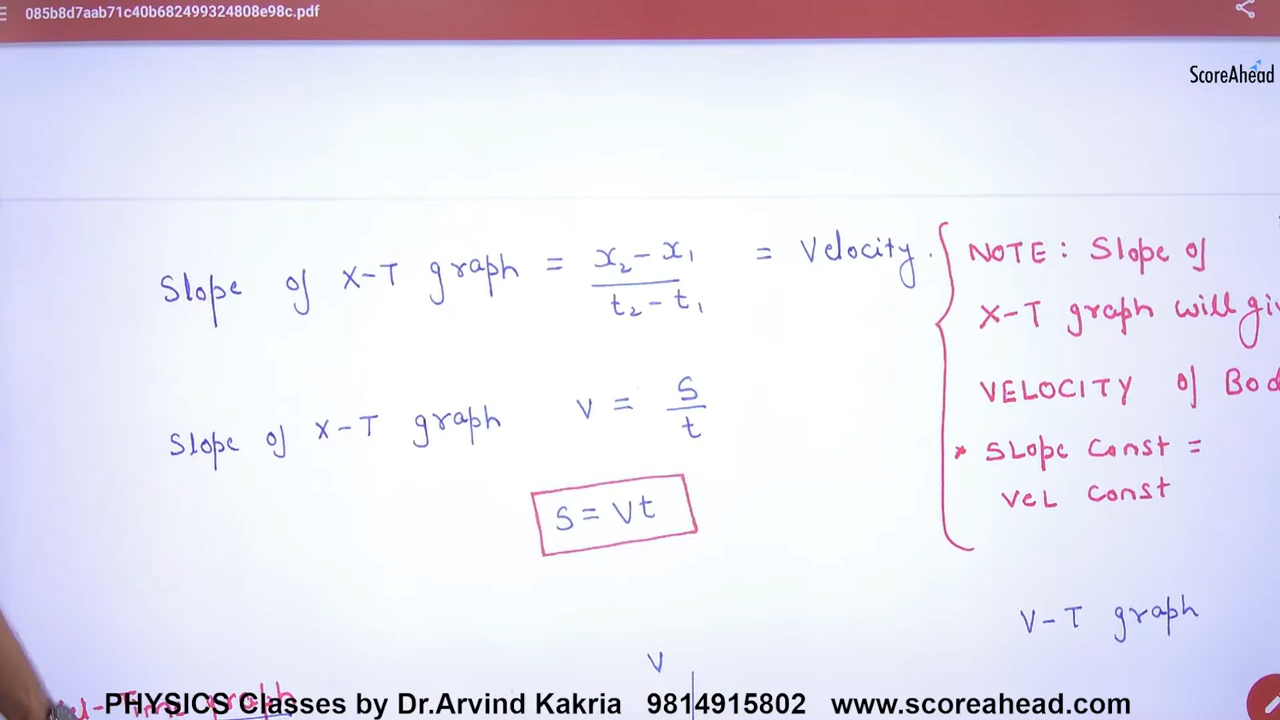 085b8d7aab71c40b682499324808e98c.pdf
ScoreAhead
Slope of X-T graph = x₂ - x₁ / t₂ - t₁ = Velocity.
Slope of X-T graph v = S / t
S = Vt
NOTE: Slope of
X-T graph will
VELOCITY of
* Slope Const =
Vel Const
V-T graph
V
graph
PHYSICS Classes by Dr.Arvind Kakria 9814915802 www.scoreahead.com